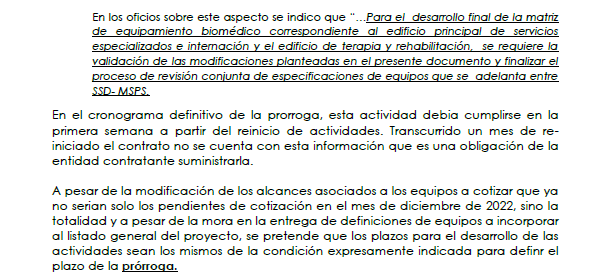 En los oficios sobre este aspecto se indico que "…Para el desarrollo final de la matriz
de equipamiento biomédico correspondiente al edificio principal de servicios
especializados e internación y el edificio de terapia y rehabilitación, se requiere la
validación de las modificaciones planteadas en el presente documento y finalizar el
proceso de revisión conjunta de especificaciones de equipos que se adelanta entre
SSD- MSPS.
En el cronograma definitivo de la prorroga, esta actividad debia cumplirse en la
primera semana a partir del reinicio de actividades. Transcurrido un mes de re-
iniciado el contrato no se cuenta con esta información que es una obligación de la
entidad contratante suministrarla.
A pesar de la modificación de los alcances asociados a los equipos a cotizar que ya
no serian solo los pendientes de cotización en el mes de diciembre de 2022, sino la
totalidad y a pesar de la mora en la entrega de definiciones de equipos a incorporar
al listado general del proyecto, se pretende que los plazos para el desarrollo de las
actividades sean los mismos de la condición expresamente indicada para definr el
plazo de la prórroga.